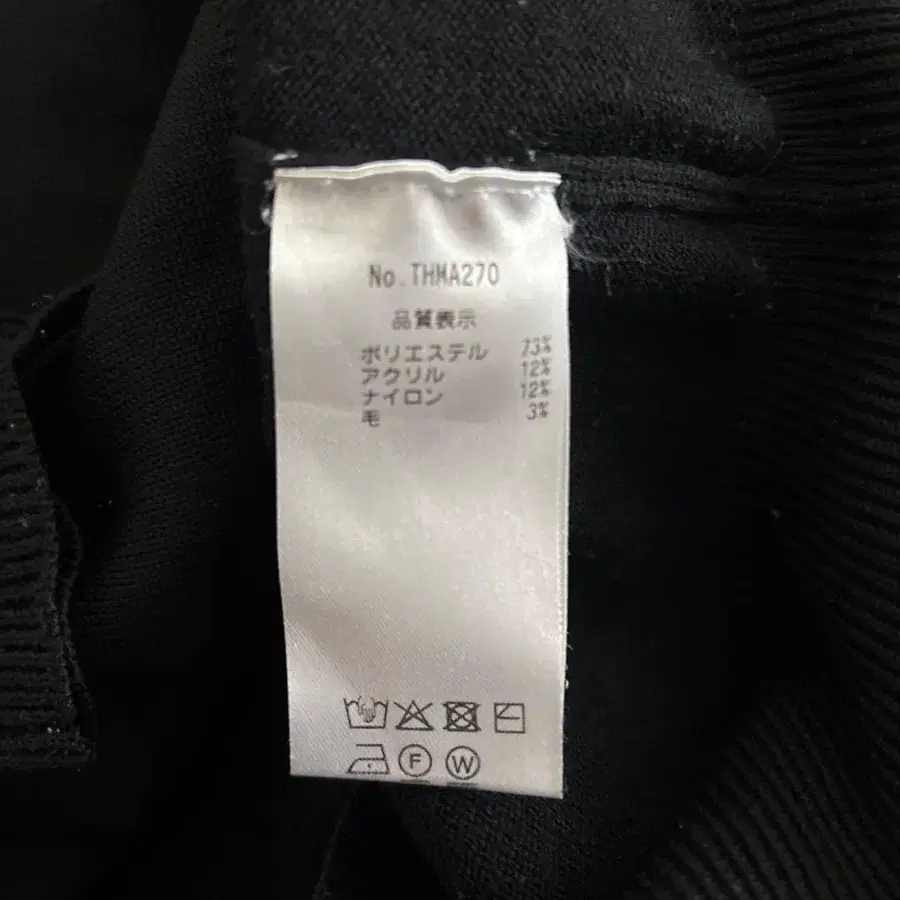 No.THMA270
品質表示
ポリエステル 73%
アクリル 12%
ナイロン 12%
毛 3%
F W